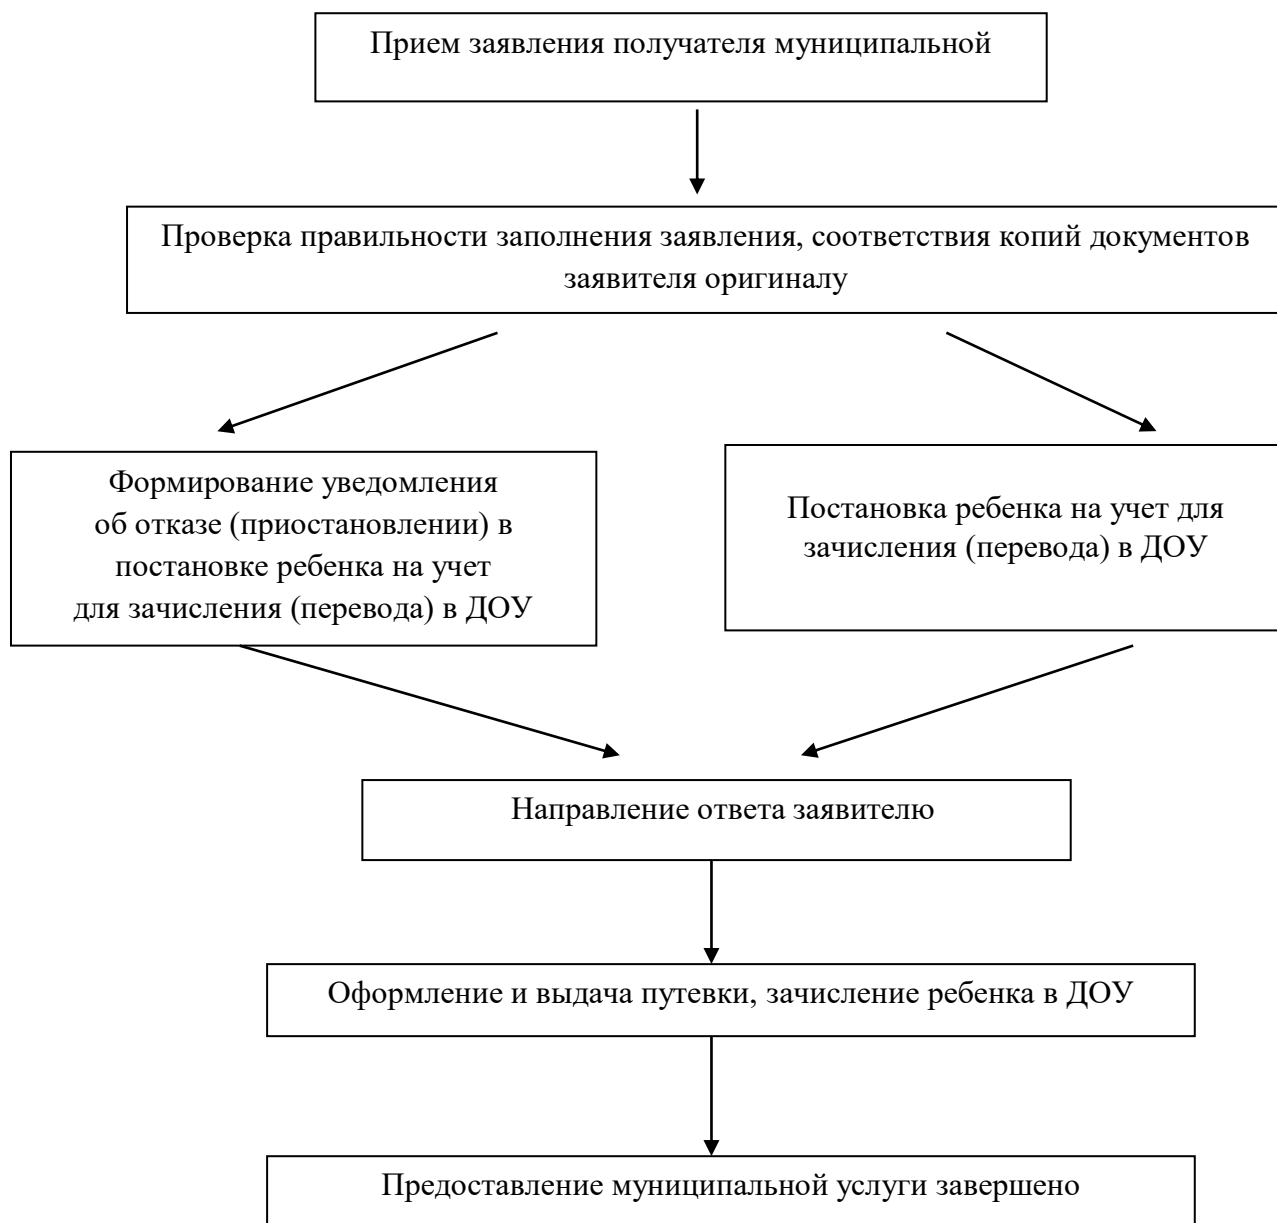 Прием заявления получателя муниципальной
Проверка правильности заполнения заявления, соответствия копий документов
заявителя оригиналу
Формирование уведомления
об отказе (приостановлении) в
постановке ребенка на учет
для зачисления (перевода) в ДОУ
Постановка ребенка на учет для
зачисления (перевода) в ДОУ
Направление ответа заявителю
Оформление и выдача путевки, зачисление ребенка в ДОУ
Предоставление муниципальной услуги завершено